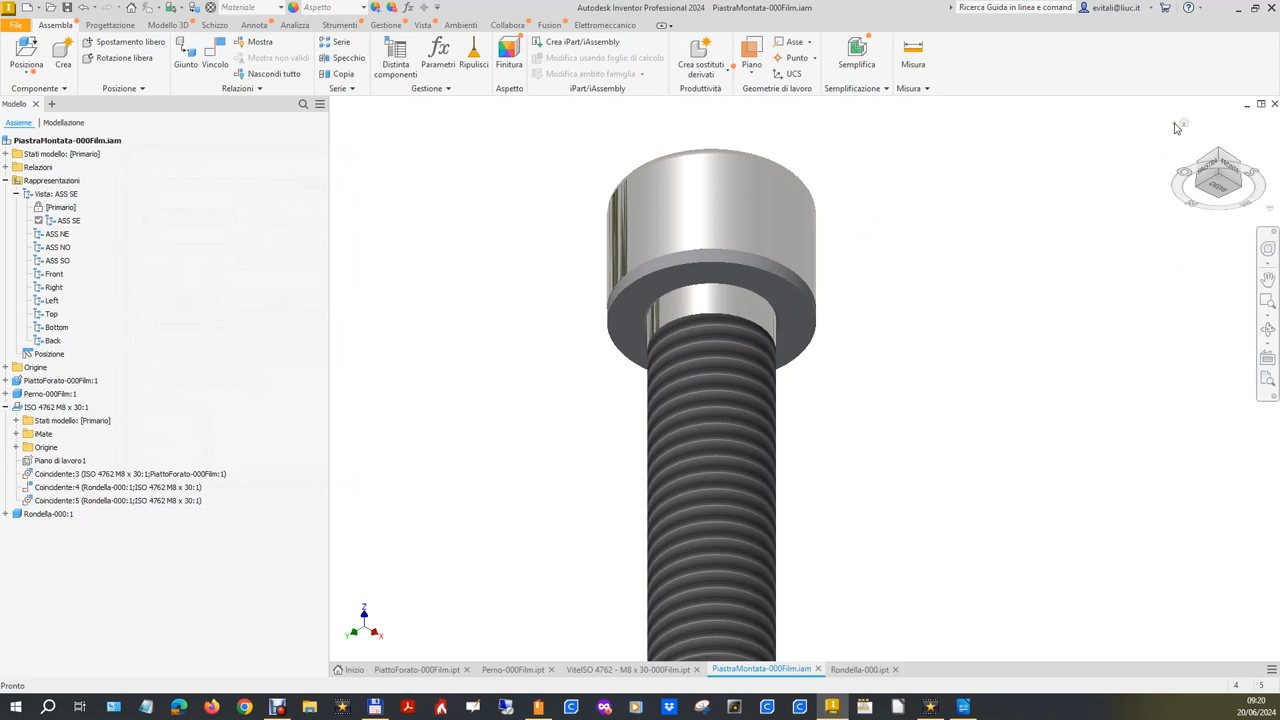 Materiale
Aspetto
Autodesk Inventor Professional 2024 PiastraMontata-000Film.iam
Ricerca Guida in linea e comand
evitali@liuc.it
File
Assembla
Progettazione
Modello 3D
Schizzo
Annota
Analizza
Strumenti
Gestione
Vista
Ambienti
Collabora
Fusion
Elettromeccanico
Posiziona
Crea
Spostamento libero
Rotazione libera
Giunto
Vincolo
Mostra
Mostra non validi
Nascondi tutto
Serie
Specchio
Copia
Distinta componenti
Parametri
Ripulisci
Finitura
Crea iPart/iAssembly
Modifica usando foglio di calcolo
Modifica ambito famiglia
Crea sostituti derivati
Piano
Asse
Punto
UCS
Semplifica
Misura
Componente
Posizione
Relazioni
Serie
Gestione
Aspetto
iPart/iAssembly
Produttività
Geometrie di lavoro
Semplificazione
Misura
Modello
Assieme
Modellazione
PiastraMontata-000Film.iam
Stati modello: [Primario]
Relazioni
Rappresentazioni
Vista: ASS SE
[Primario]
ASS SE
ASS NE
ASS NO
ASS SO
Front
Right
Left
Top
Bottom
Back
Posizione
Origine
PiattoForato-000Film:1
Perno-000Film:1
ISO 4762 M8 x 30:1
Stati modello: [Primario]
iMate
Origine
Piano di lavoro1
Coincidente:3 (ISO 4762 M8 x 30:1;PiattoForato-000Film:1)
Coincidente:4 (Rondella-000:1;ISO 4762 M8 x 30:1)
Coincidente:5 (Rondella-000:1;ISO 4762 M8 x 30:1)
Rondella-000:1
Z
Y
X
Inizio
PiattoForato-000Film.ipt
Perno-000Film.ipt
ViteISO 4762 - M8 x 30-000Film.ipt
PiastraMontata-000Film.iam
Rondella-000.ipt
Pronto
4
5
09:20
20/06/2024